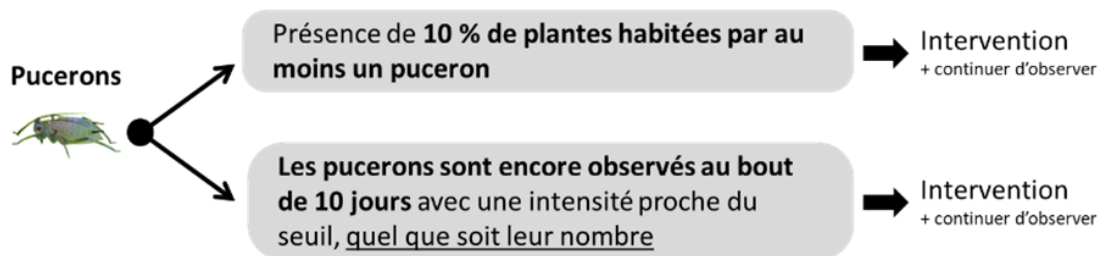 Pucerons
Présence de 10 % de plantes habitées par au
moins un puceron
Intervention
+ continuer d'observer
Les pucerons sont encore observés au bout
de 10 jours avec une intensité proche du
seuil, quel que soit leur nombre
Intervention
+ continuer d'observer